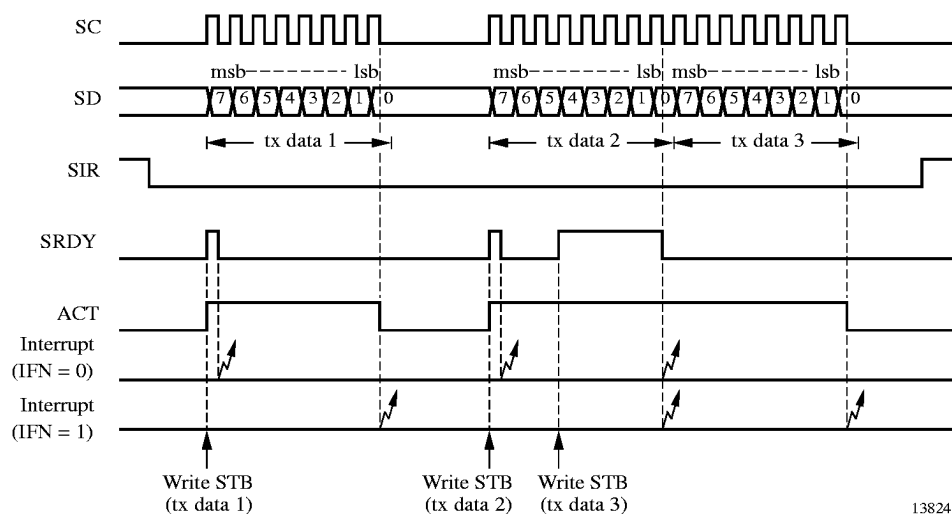 SC
msb lsb msb lsb msb lsb
SD 7 6 5 4 3 2 1 0 7 6 5 4 3 2 1 0 7 6 5 4 3 2 1 0
tx data 1 tx data 2 tx data 3
SIR
SRDY
ACT
Interrupt
(IFN = 0)
Interrupt
(IFN = 1)
Write STB Write STB Write STB
(tx data 1) (tx data 2) (tx data 3)
13824